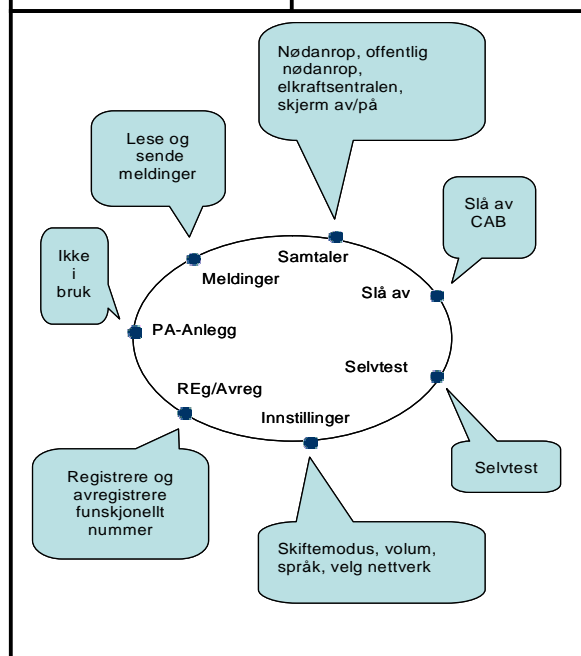 Nødanrop, offentlig
nødanrop,
elkraftsentralen,
skjerm av/på
Lese og
sende
meldinger
Slå av
CAB
Ikke
i
bruk
Samtaler
Meldinger
Slå av
PA-Anlegg
Selvtest
REg/Avreg
Innstillinger
Selvtest
Registrere og
avregistrere
funskjonellt
nummer
Skiftemodus, volum,
språk, velg nettverk